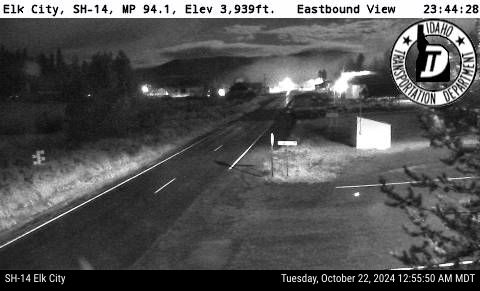 Elk City, SH-14, MP 94.1, Elev 3,939ft. Eastbound View 23:44:28
IDAHO
TRANSPORTATION DEPARTMENT
SH-14 Elk City Tuesday, October 22, 2024 12:55:50 AM MDT